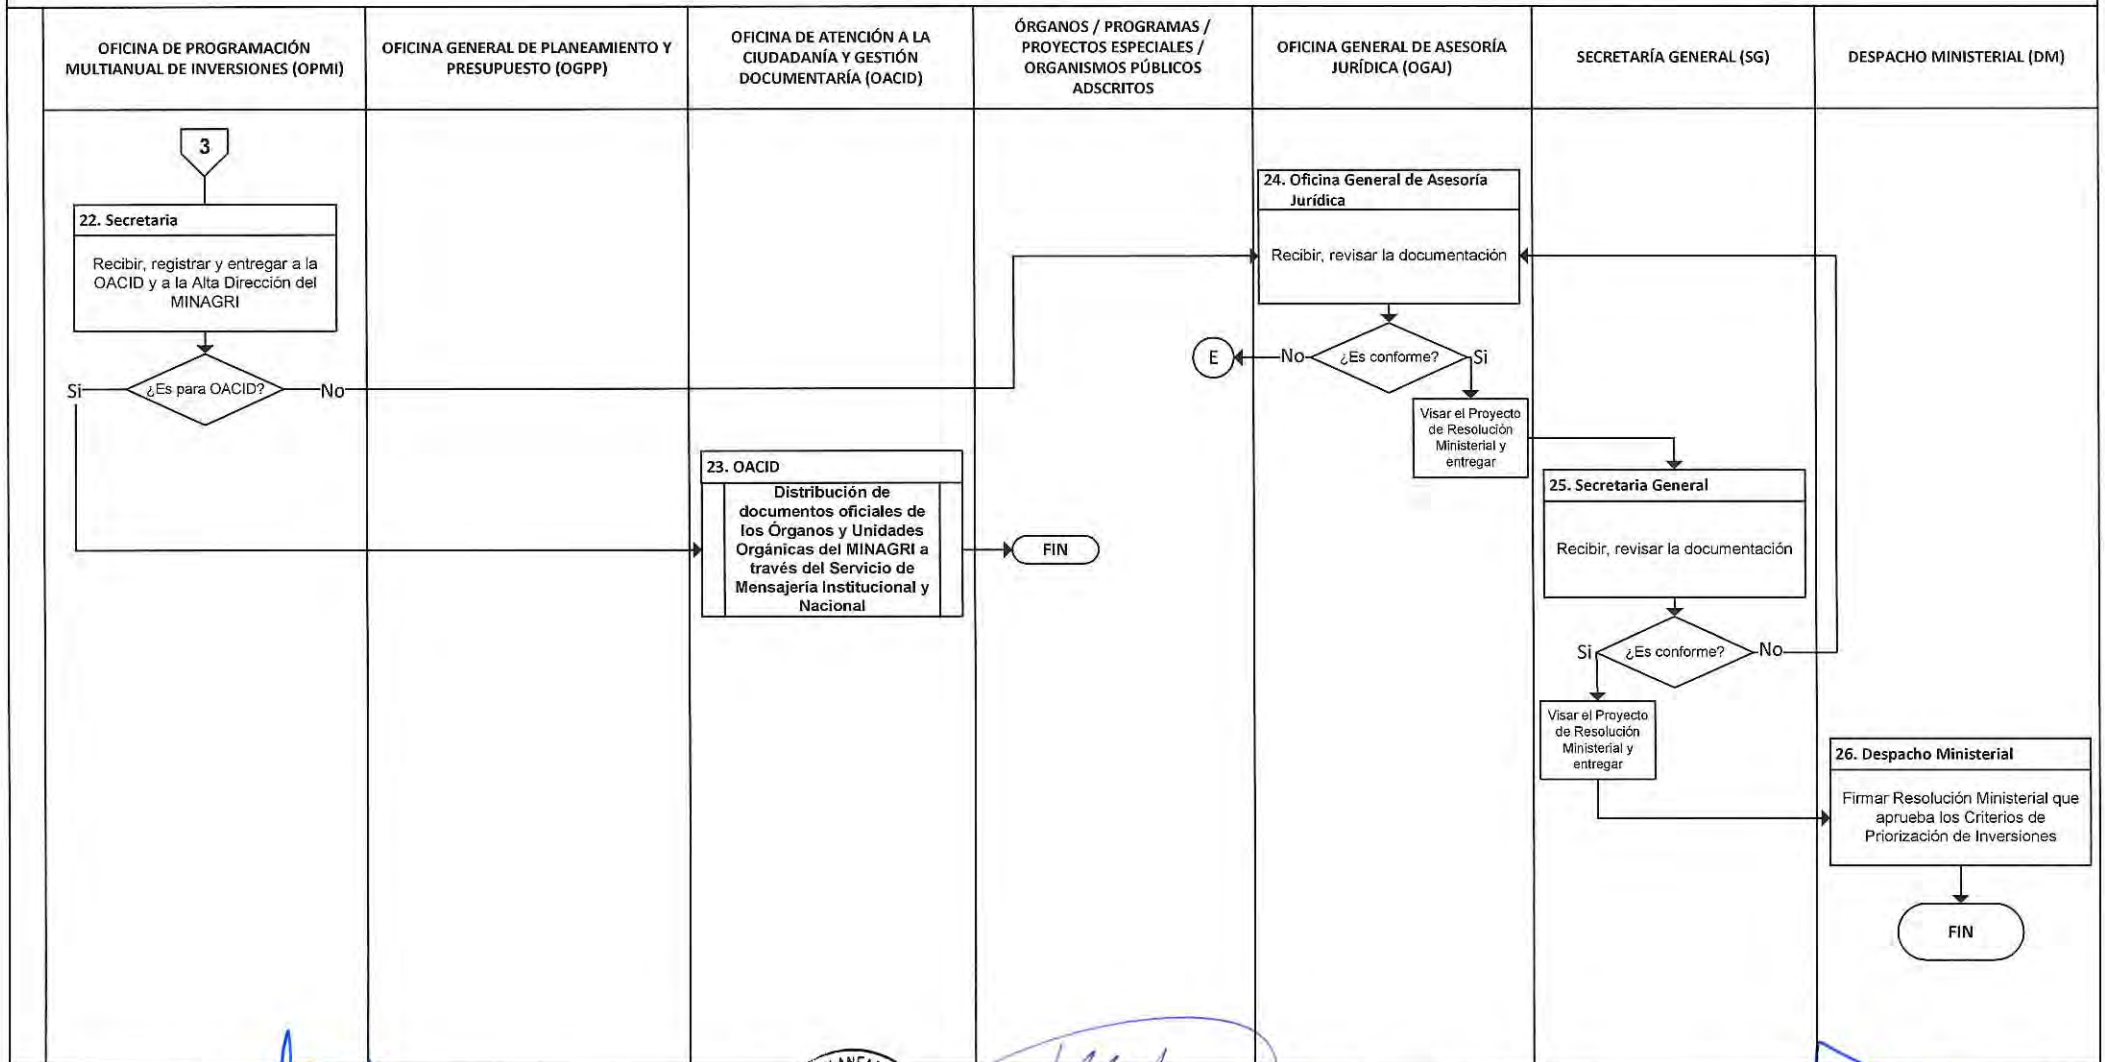 OFICINA DE PROGRAMACIÓN
MULTIANUAL DE INVERSIONES (OPMI)
OFICINA GENERAL DE PLANEAMIENTO Y
PRESUPUESTO (OGPP)
OFICINA DE ATENCIÓN A LA
CIUDADANÍA Y GESTIÓN
DOCUMENTARÍA (OACID)
ÓRGANOS / PROGRAMAS /
PROYECTOS ESPECIALES /
ORGANISMOS PÚBLICOS
ADSCRITOS
OFICINA GENERAL DE ASESORÍA
JURÍDICA (OGAJ)
SECRETARÍA GENERAL (SG)
DESPACHO MINISTERIAL (DM)
3
22. Secretaria
Recibir, registrar y entregar a la
OACID y a la Alta Dirección del
MINAGRI
Si
¿Es para OACID?
No
23. OACID
Distribución de
documentos oficiales de
los Órganos y Unidades
Orgánicas del MINAGRI a
través del Servicio de
Mensajería Institucional y
Nacional
FIN
24. Oficina General de Asesoría
Jurídica
Recibir, revisar la documentación
E
No
¿Es conforme?
Si
Visar el Proyecto
de Resolución
Ministerial y
entregar
25. Secretaria General
Recibir, revisar la documentación
Si
¿Es conforme?
No
Visar el Proyecto
de Resolución
Ministerial y
entregar
26. Despacho Ministerial
Firmar Resolución Ministerial que
aprueba los Criterios de
Priorización de Inversiones
FIN